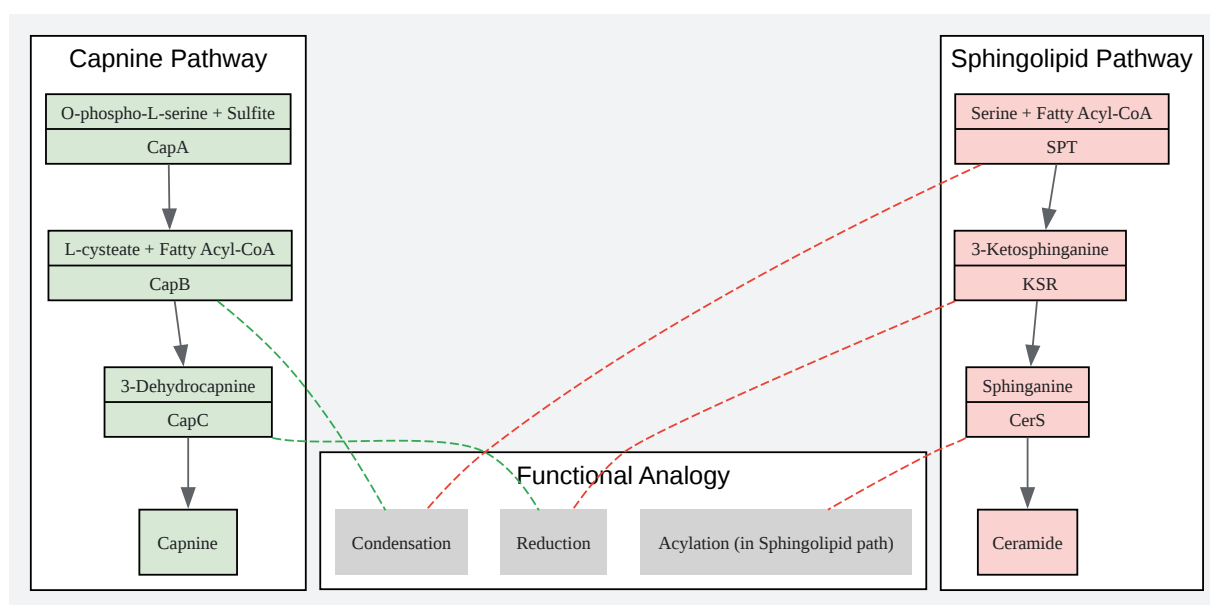 Capnine Pathway
O-phospho-L-serine + Sulfite
CapA
L-cysteate + Fatty Acyl-CoA
CapB
3-Dehydrocapnine
CapC
Capnine
Functional Analogy
Condensation
Reduction
Acylation (in Sphingolipid path)
Sphingolipid Pathway
Serine + Fatty Acyl-CoA
SPT
3-Ketosphinganine
KSR
Sphinganine
CerS
Ceramide